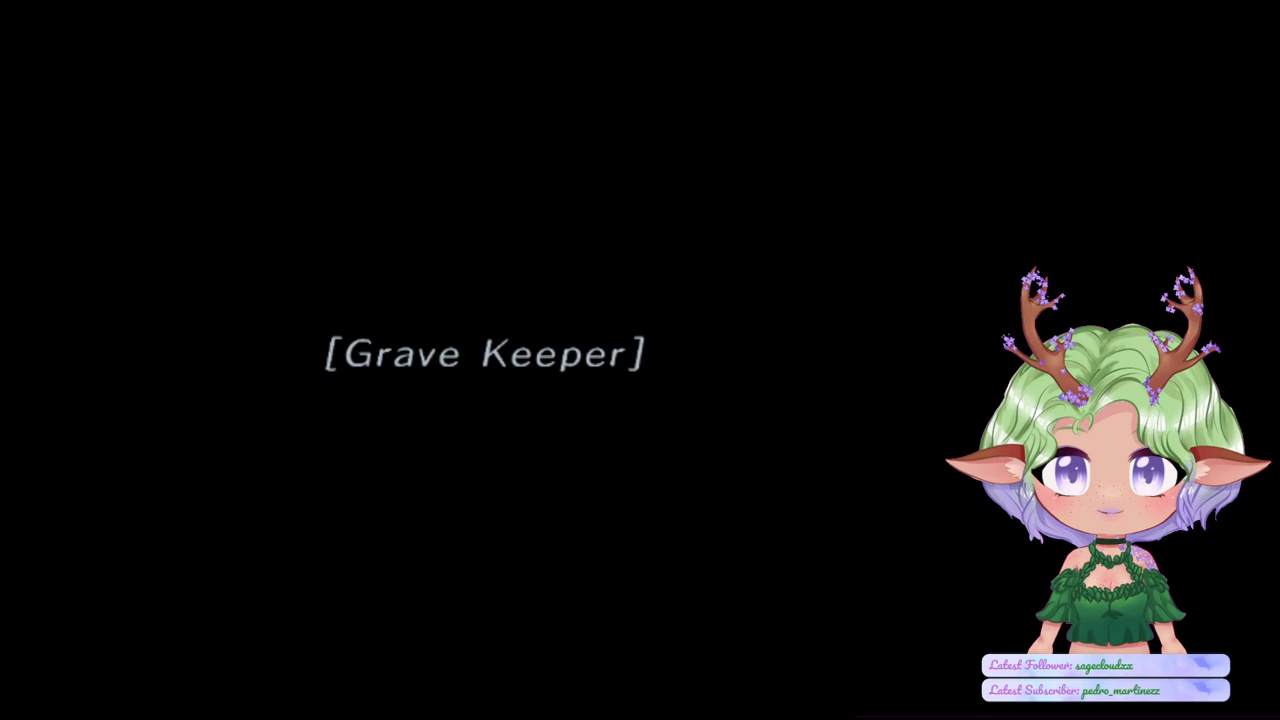 [Grave Keeper]
Latest Follower: sagecloudxx
Latest Subscriber: pedro_martinezz